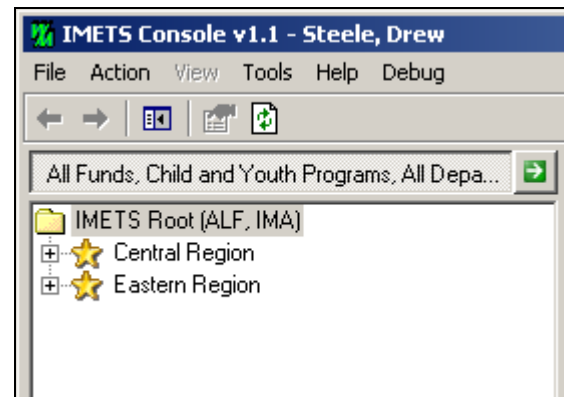 IMETS Console v1.1 - Steele, Drew
File Action View Tools Help Debug
All Funds, Child and Youth Programs, All Depa...
IMETS Root (ALF, IMA)
Central Region
Eastern Region